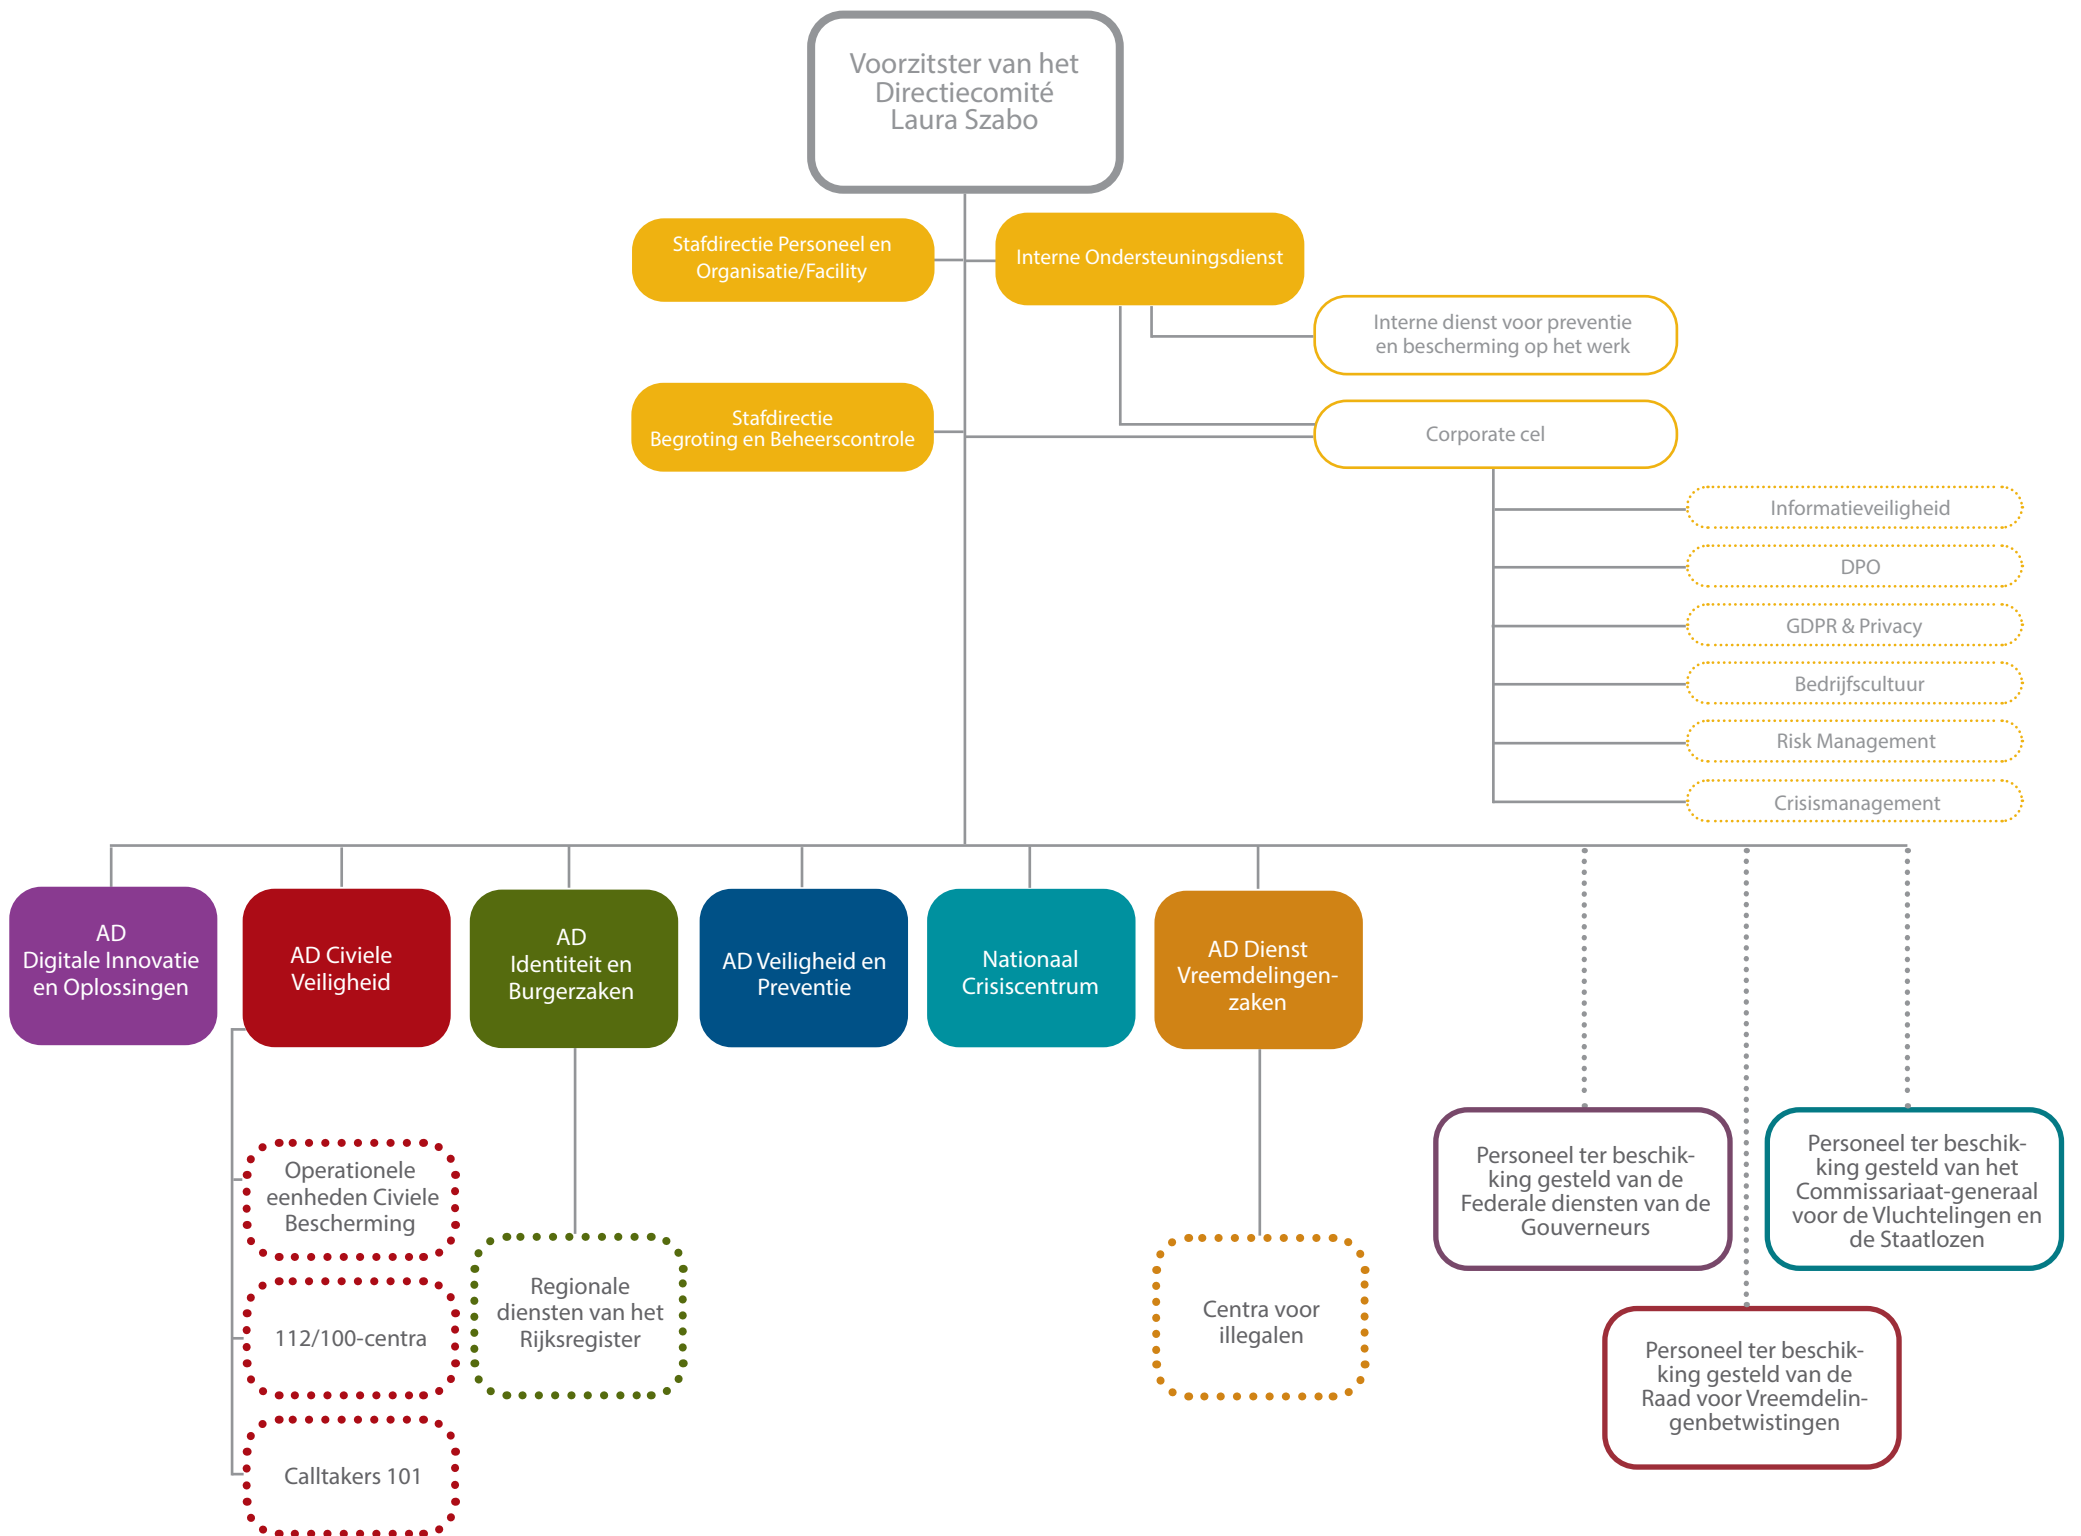 Voorzitster van het
Directiecomité
Laura Szabo
Stafdirectie Personeel en
Organisatie/Facility
Interne Ondersteuningsdienst
Interne dienst voor preventie
en bescherming op het werk
Stafdirectie
Begroting en Beheerscontrole
Corporate cel
Informatieveiligheid
DPO
GDPR & Privacy
Bedrijfscultuur
Risk Management
Crisismanagement
AD
Digitale Innovatie
en Oplossingen
AD Civiele
Veiligheid
AD
Identiteit en
Burgerzaken
AD Veiligheid en
Preventie
Nationaal
Crisiscentrum
AD Dienst
Vreemdelingen-
zaken
Operationele
eenheden Civiele
Bescherming
112/100-centra
Calltakers 101
Regionale
diensten van het
Rijksregister
Centra voor
illegalen
Personeel ter beschik-
king gesteld van de
Federale diensten van de
Gouverneurs
Personeel ter beschik-
king gesteld van het
Commissariaat-generaal
voor de Vluchtelingen en
de Staatlozen
Personeel ter beschik-
king gesteld van de
Raad voor Vreemdelin-
genbetwistingen